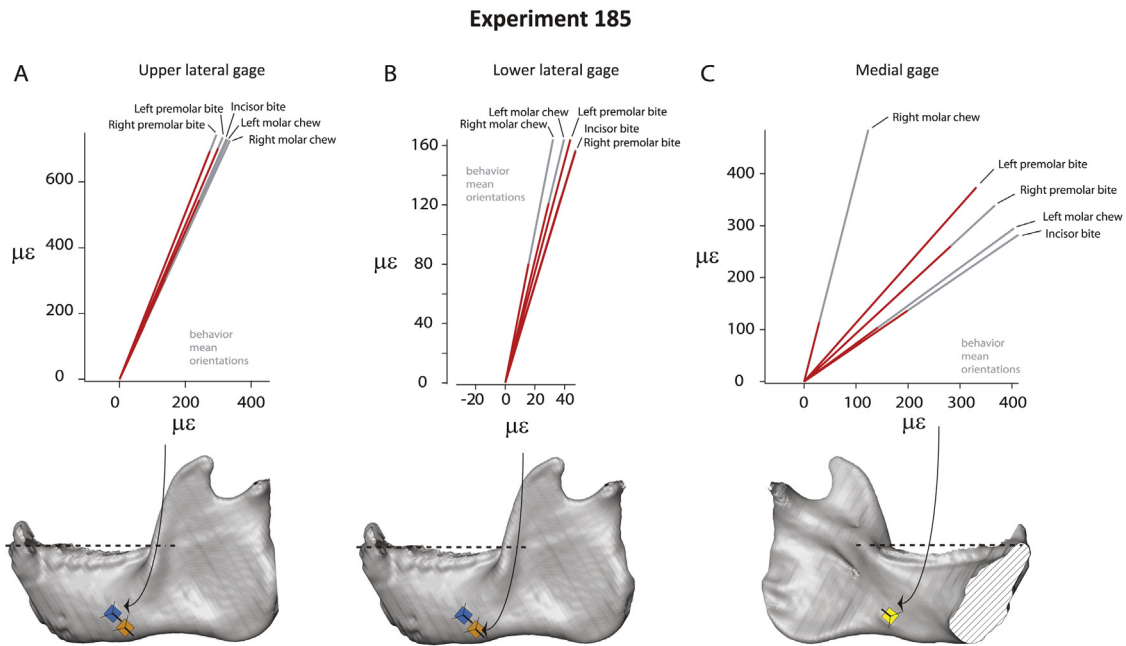 Experiment 185
A
Upper lateral gage
Left premolar bite
Incisor bite
Right premolar bite
Left molar chew
Right molar chew
600
400
200
0
με
behavior
mean
orientations
0 200 400
με
B
Lower lateral gage
Left molar chew
Left premolar bite
Right molar chew
Incisor bite
Right premolar bite
160
120
80
40
0
με
behavior
mean
orientations
-20 0 20 40
με
C
Medial gage
Right molar chew
Left premolar bite
Right premolar bite
Left molar chew
Incisor bite
400
300
200
100
0
με
behavior
mean
orientations
0 100 200 300 400
με